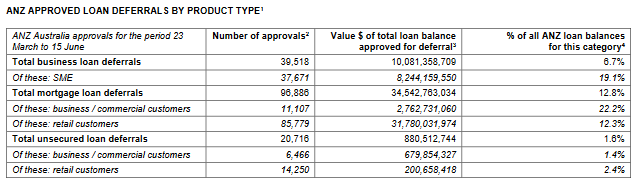 ANZ APPROVED LOAN DEFERRALS BY PRODUCT TYPE¹
ANZ Australia approvals for the period 23 March to 15 June | Number of approvals² | Value $ of total loan balance approved for deferral³ | % of all ANZ loan balances for this category⁴
Total business loan deferrals | 39,518 | 10,081,358,709 | 6.7%
Of these: SME | 37,671 | 8,244,159,550 | 19.1%
Total mortgage loan deferrals | 96,886 | 34,542,763,034 | 12.8%
Of these: business / commercial customers | 11,107 | 2,762,731,060 | 22.2%
Of these: retail customers | 85,779 | 31,780,031,974 | 12.3%
Total unsecured loan deferrals | 20,716 | 880,512,744 | 1.6%
Of these: business / commercial customers | 6,466 | 679,854,327 | 1.4%
Of these: retail customers | 14,250 | 200,658,418 | 2.4%